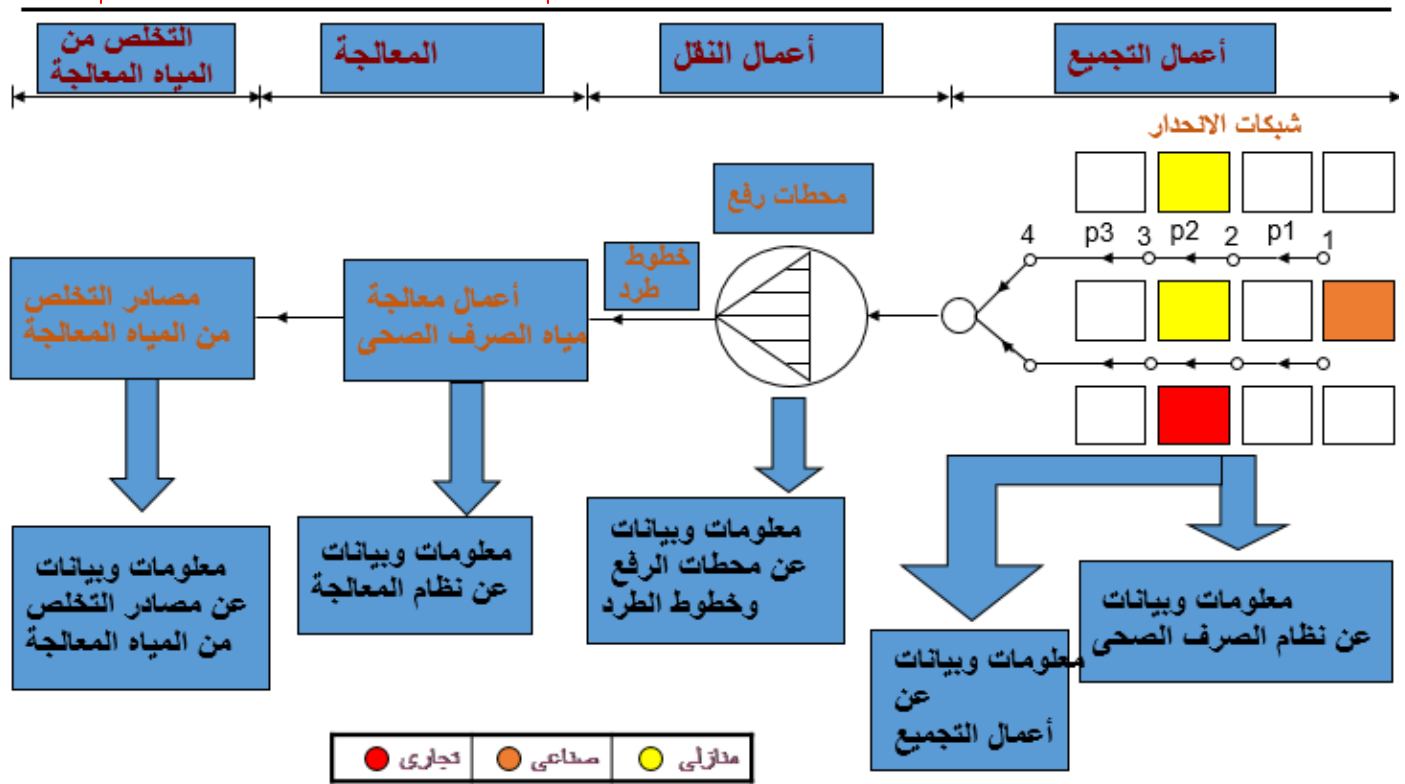 أعمال التجميع
أعمال النقل
المعالجة
التخلص من
المياه المعالجة
شبكات الانحدار
محطات رفع
خطوط
طرد
4 p3 3 p2 2 p1 1
أعمال معالجة
مياه الصرف الصحى
مصادر التخلص
من المياه المعالجة
معلومات وبيانات
عن نظام الصرف الصحى
معلومات وبيانات
عن
أعمال التجميع
معلومات وبيانات
عن محطات الرفع
وخطوط الطرد
معلومات وبيانات
عن نظام المعالجة
معلومات وبيانات
عن مصادر التخلص
من المياه المعالجة
منازلى صناعى تجارى